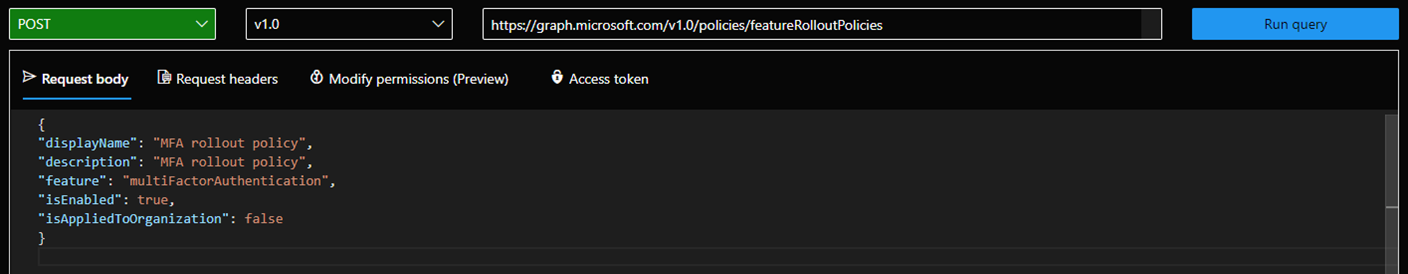 POST v1.0 https://graph.microsoft.com/v1.0/policies/featureRolloutPolicies Run query
Request body Request headers Modify permissions (Preview) Access token
{
"displayName": "MFA rollout policy",
"description": "MFA rollout policy",
"feature": "multiFactorAuthentication",
"isEnabled": true,
"isAppliedToOrganization": false
}